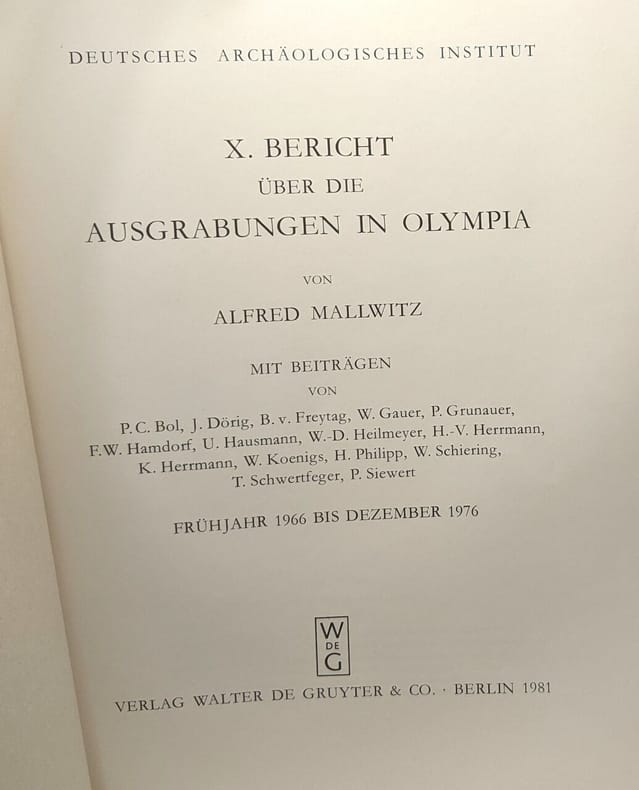 DEUTSCHES ARCHÄOLOGISCHES INSTITUT
X. BERICHT
ÜBER DIE
AUSGRABUNGEN IN OLYMPIA
VON
ALFRED MALLWITZ
MIT BEITRÄGEN
VON
P. C. Bol, J. Dörig, B. v. Freytag, W. Gauer, P. Grunauer,
F. W. Hamdorf, U. Hausmann, W.-D. Heilmeyer, H.-V. Herrmann,
K. Herrmann, W. Koenigs, H. Philipp, W. Schiering,
T. Schwertfeger, P. Siewert
FRÜHJAHR 1966 BIS DEZEMBER 1976
W
DE
G
VERLAG WALTER DE GRUYTER & CO. · BERLIN 1981